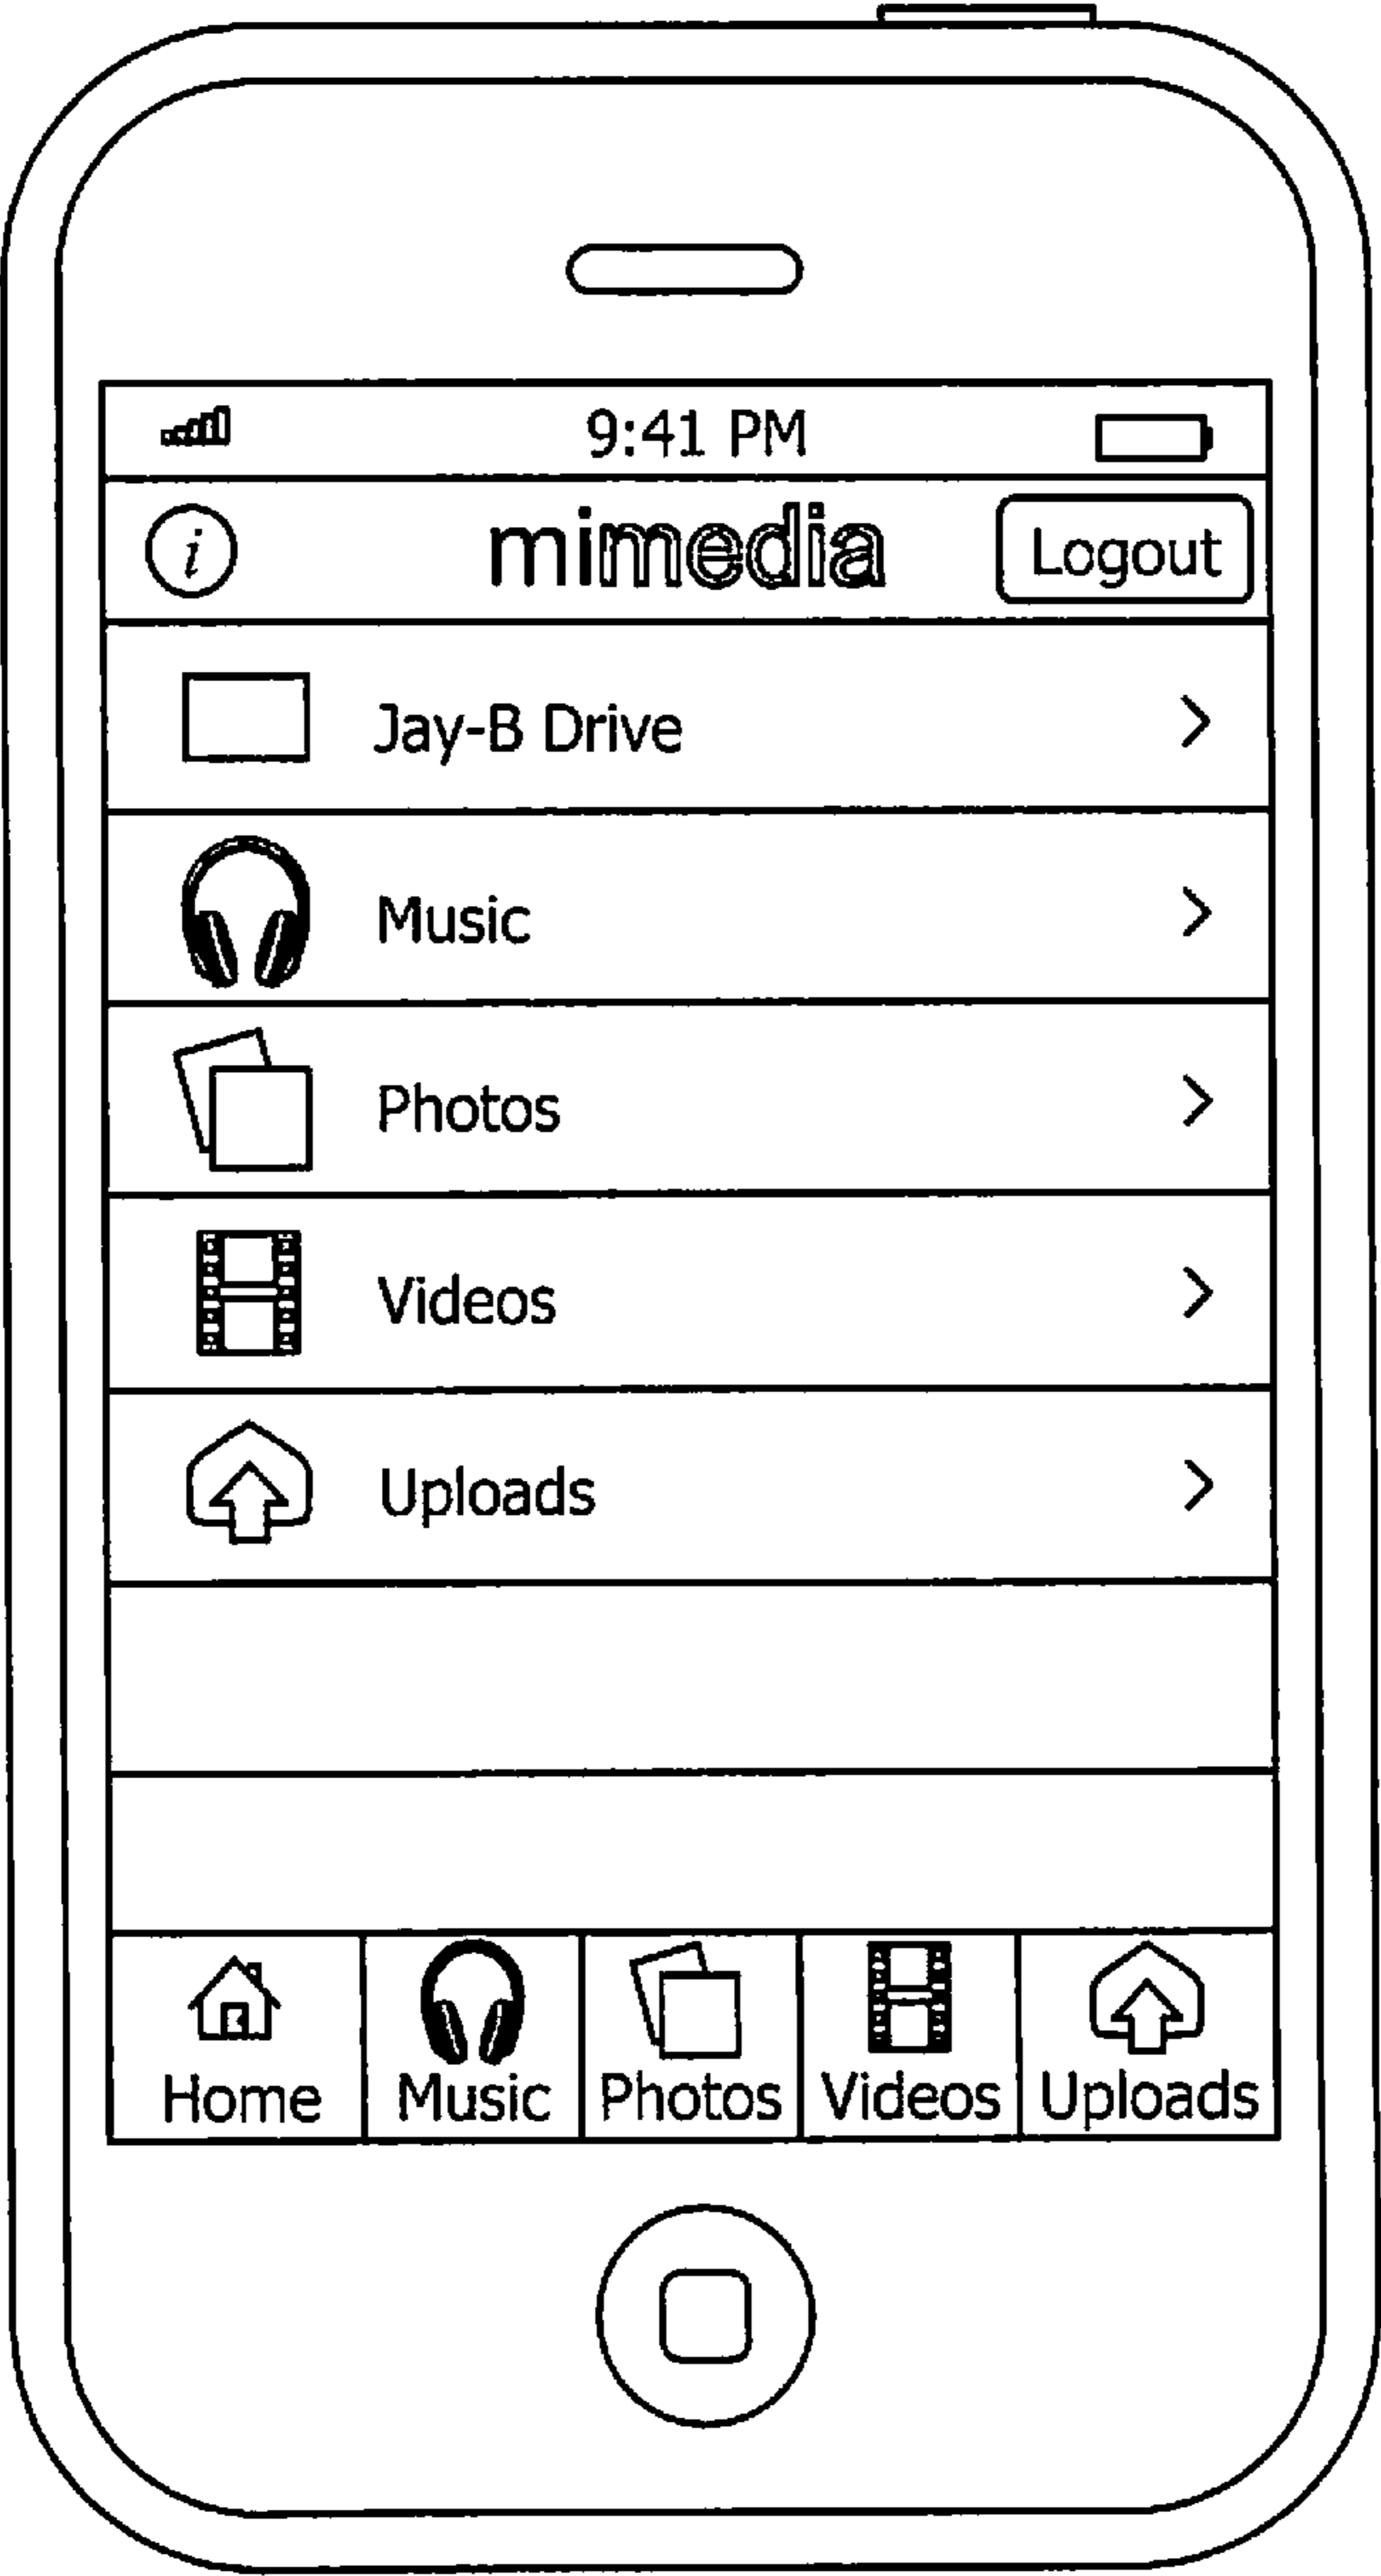 9:41 PM
i mimedia Logout
Jay-B Drive
Music
Photos
Videos
Uploads
Home Music Photos Videos Uploads